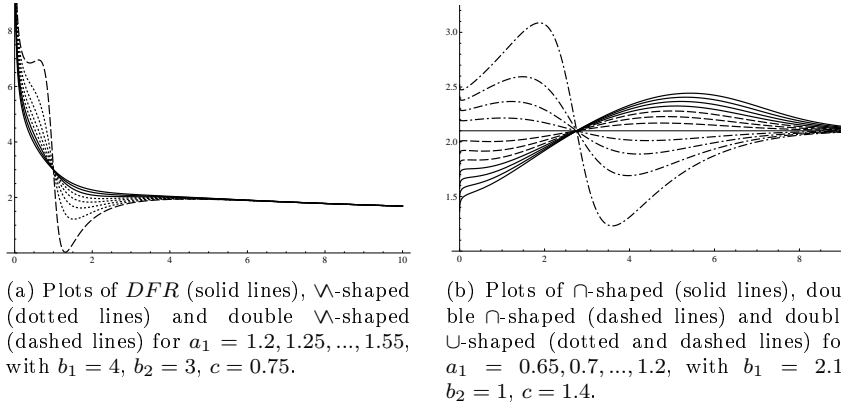 8
6
4
2
0 2 4 6 8 10
3.0
2.5
2.0
1.5
1.0
0 2 4 6 8
(a) Plots of DFR (solid lines), ∨∧-shaped
(dotted lines) and double ∨∧-shaped
(dashed lines) for a₁ = 1.2, 1.25, ..., 1.55,
with b₁ = 4, b₂ = 3, c = 0.75.
(b) Plots of ∩-shaped (solid lines), dou
ble ∩-shaped (dashed lines) and doubl
∪-shaped (dotted and dashed lines) fo
a₁ = 0.65, 0.7, ..., 1.2, with b₁ = 2.1
b₂ = 1, c = 1.4.